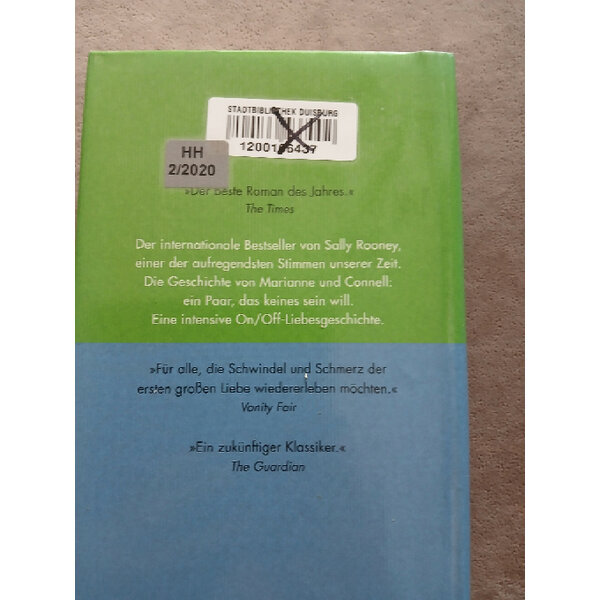 STADTBIBLIOTHEK DUISBURG
HH
2/2020
»Der beste Roman des Jahres.«
The Times
Der internationale Bestseller von Sally Rooney,
einer der aufregendsten Stimmen unserer Zeit.
Die Geschichte von Marianne und Connell:
ein Paar, das keines sein will.
Eine intensive On/Off-Liebesgeschichte.
»Für alle, die Schwindel und Schmerz der
ersten großen Liebe wiedererleben möchten.«
Vanity Fair
»Ein zukünftiger Klassiker.«
The Guardian